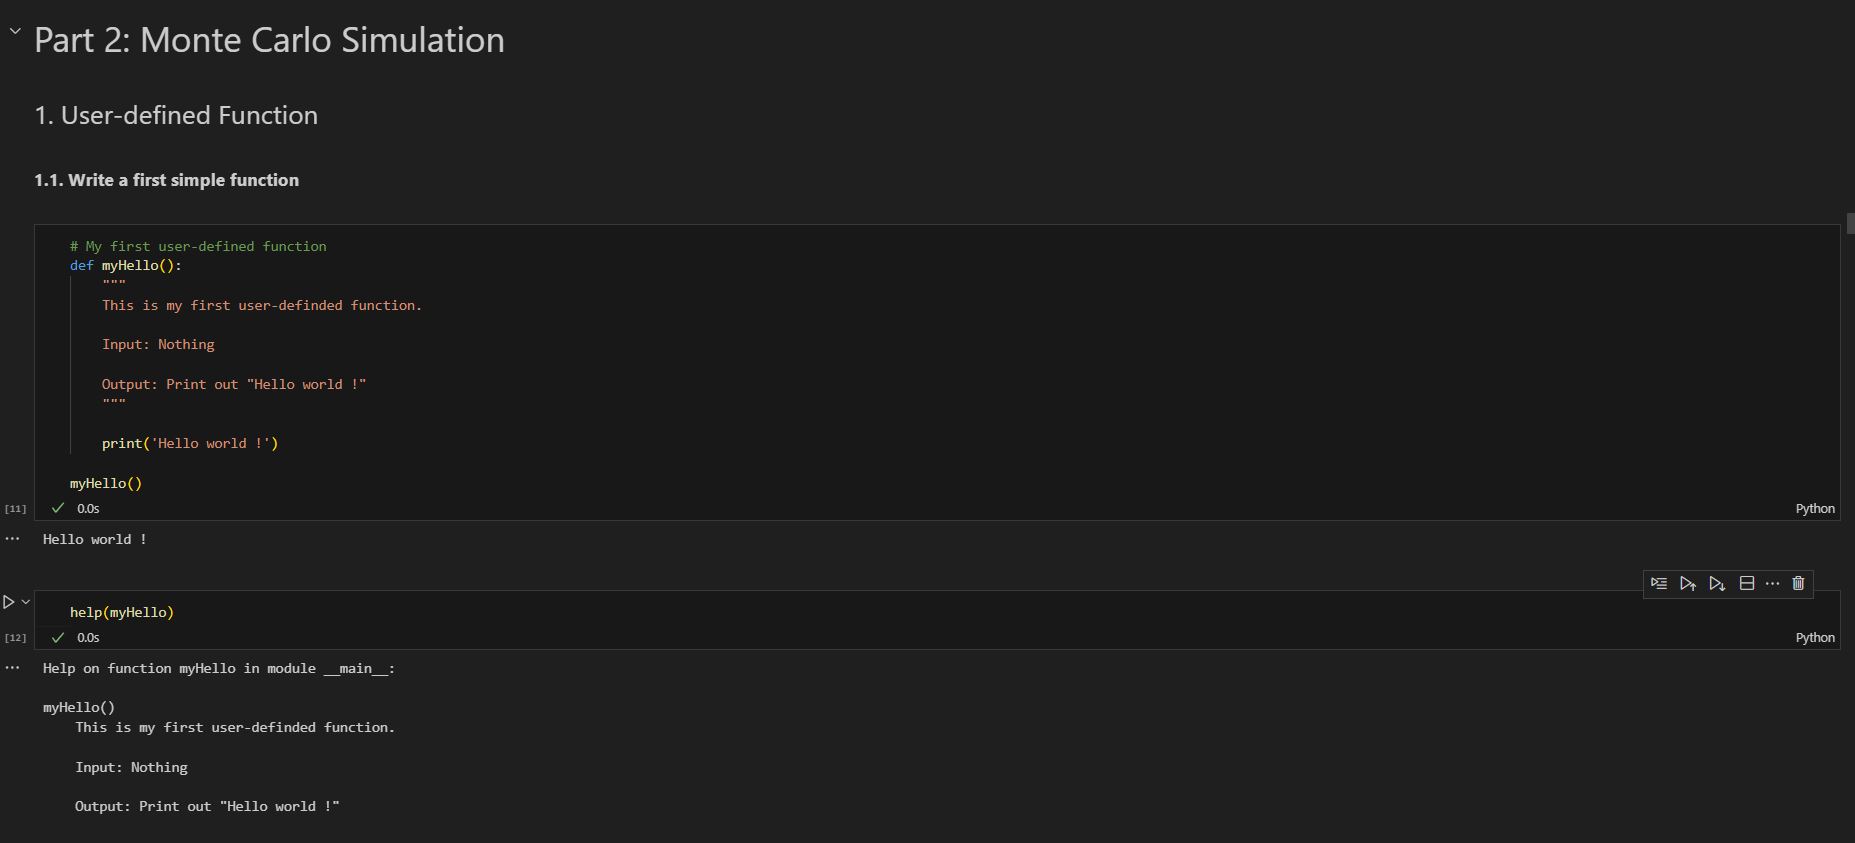 Part 2: Monte Carlo Simulation
1. User-defined Function
1.1. Write a first simple function
# My first user-defined function
def myHello():
"""
This is my first user-definded function.
Input: Nothing
Output: Print out "Hello world !"
"""
print('Hello world !')
myHello()
[11]
0.0s
Python
... Hello world !
help(myHello)
[12]
0.0s
Python
... Help on function myHello in module __main__:
myHello()
This is my first user-definded function.
Input: Nothing
Output: Print out "Hello world !"